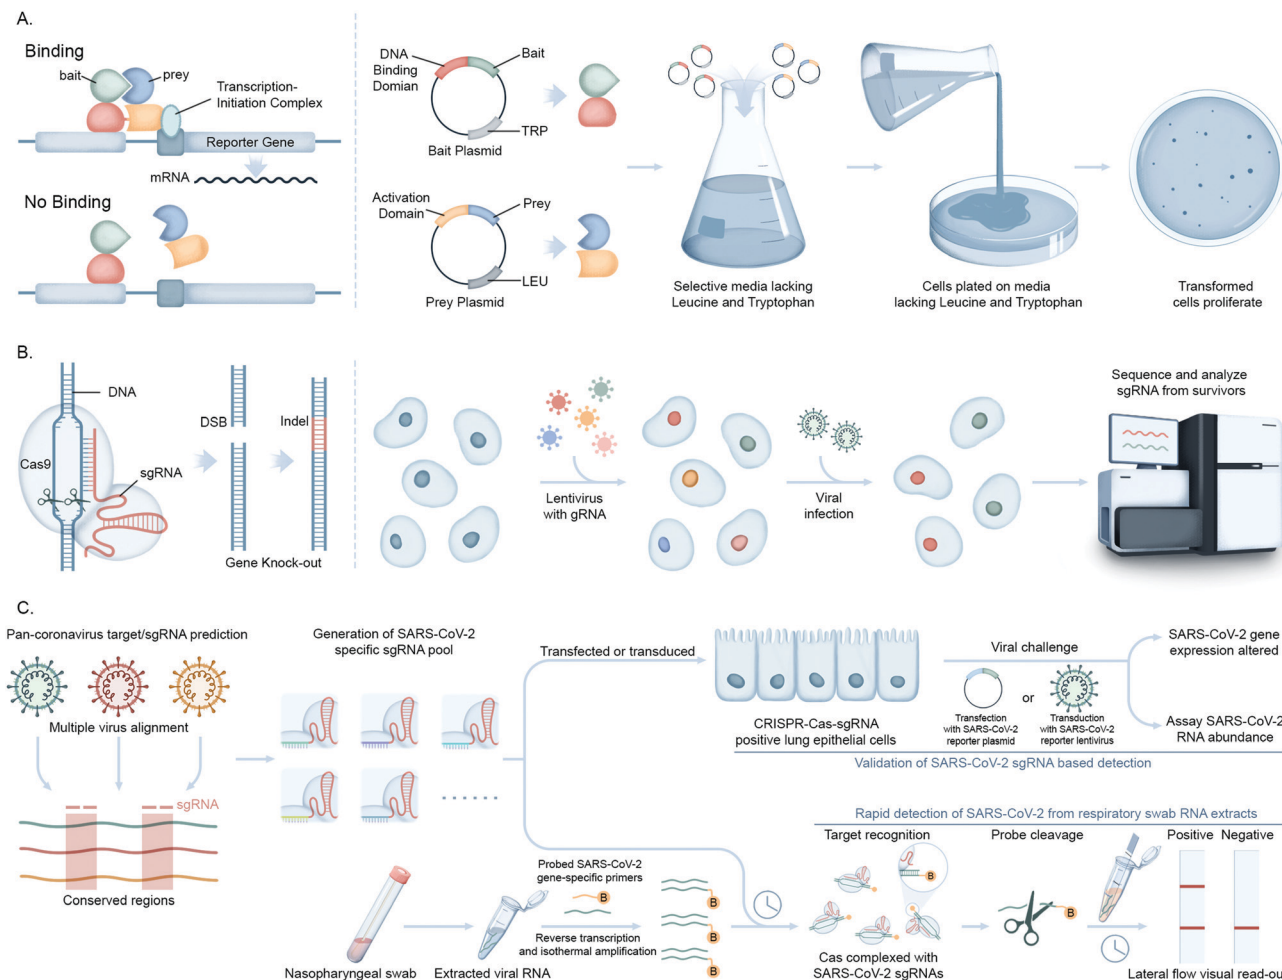 A.
Binding
bait
prey
Transcription-
Initiation Complex
Reporter Gene
mRNA
No Binding
DNA
Binding
Domian
Bait
TRP
Bait Plasmid
Activation
Domain
Prey
LEU
Prey Plasmid
Selective media lacking
Leucine and Tryptophan
Cells plated on media
lacking Leucine and Tryptophan
Transformed
cells proliferate
B.
DNA
Cas9
sgRNA
DSB
Indel
Gene Knock-out
Lentivirus
with gRNA
Viral
infection
Sequence and analyze
sgRNA from survivors
C.
Pan-coronavirus target/sgRNA prediction
Multiple virus alignment
sgRNA
Conserved regions
Generation of SARS-CoV-2
specific sgRNA pool
Transfected or transduced
CRISPR-Cas-sgRNA
positive lung epithelial cells
Viral challenge
or
Transfection
with SARS-CoV-2
reporter plasmid
Transduction
with SARS-CoV-2
reporter lentivirus
SARS-CoV-2 gene
expression altered
Assay SARS-CoV-2
RNA abundance
Validation of SARS-CoV-2 sgRNA based detection
Nasopharyngeal swab
Extracted viral RNA
Probed SARS-CoV-2
gene-specific primers
B
Reverse transcription
and isothermal amplification
B
B
B
Rapid detection of SARS-CoV-2 from respiratory swab RNA extracts
Target recognition
B
Cas complexed with
SARS-CoV-2 sgRNAs
Probe cleavage
B
Positive
Negative
Lateral flow visual read-out